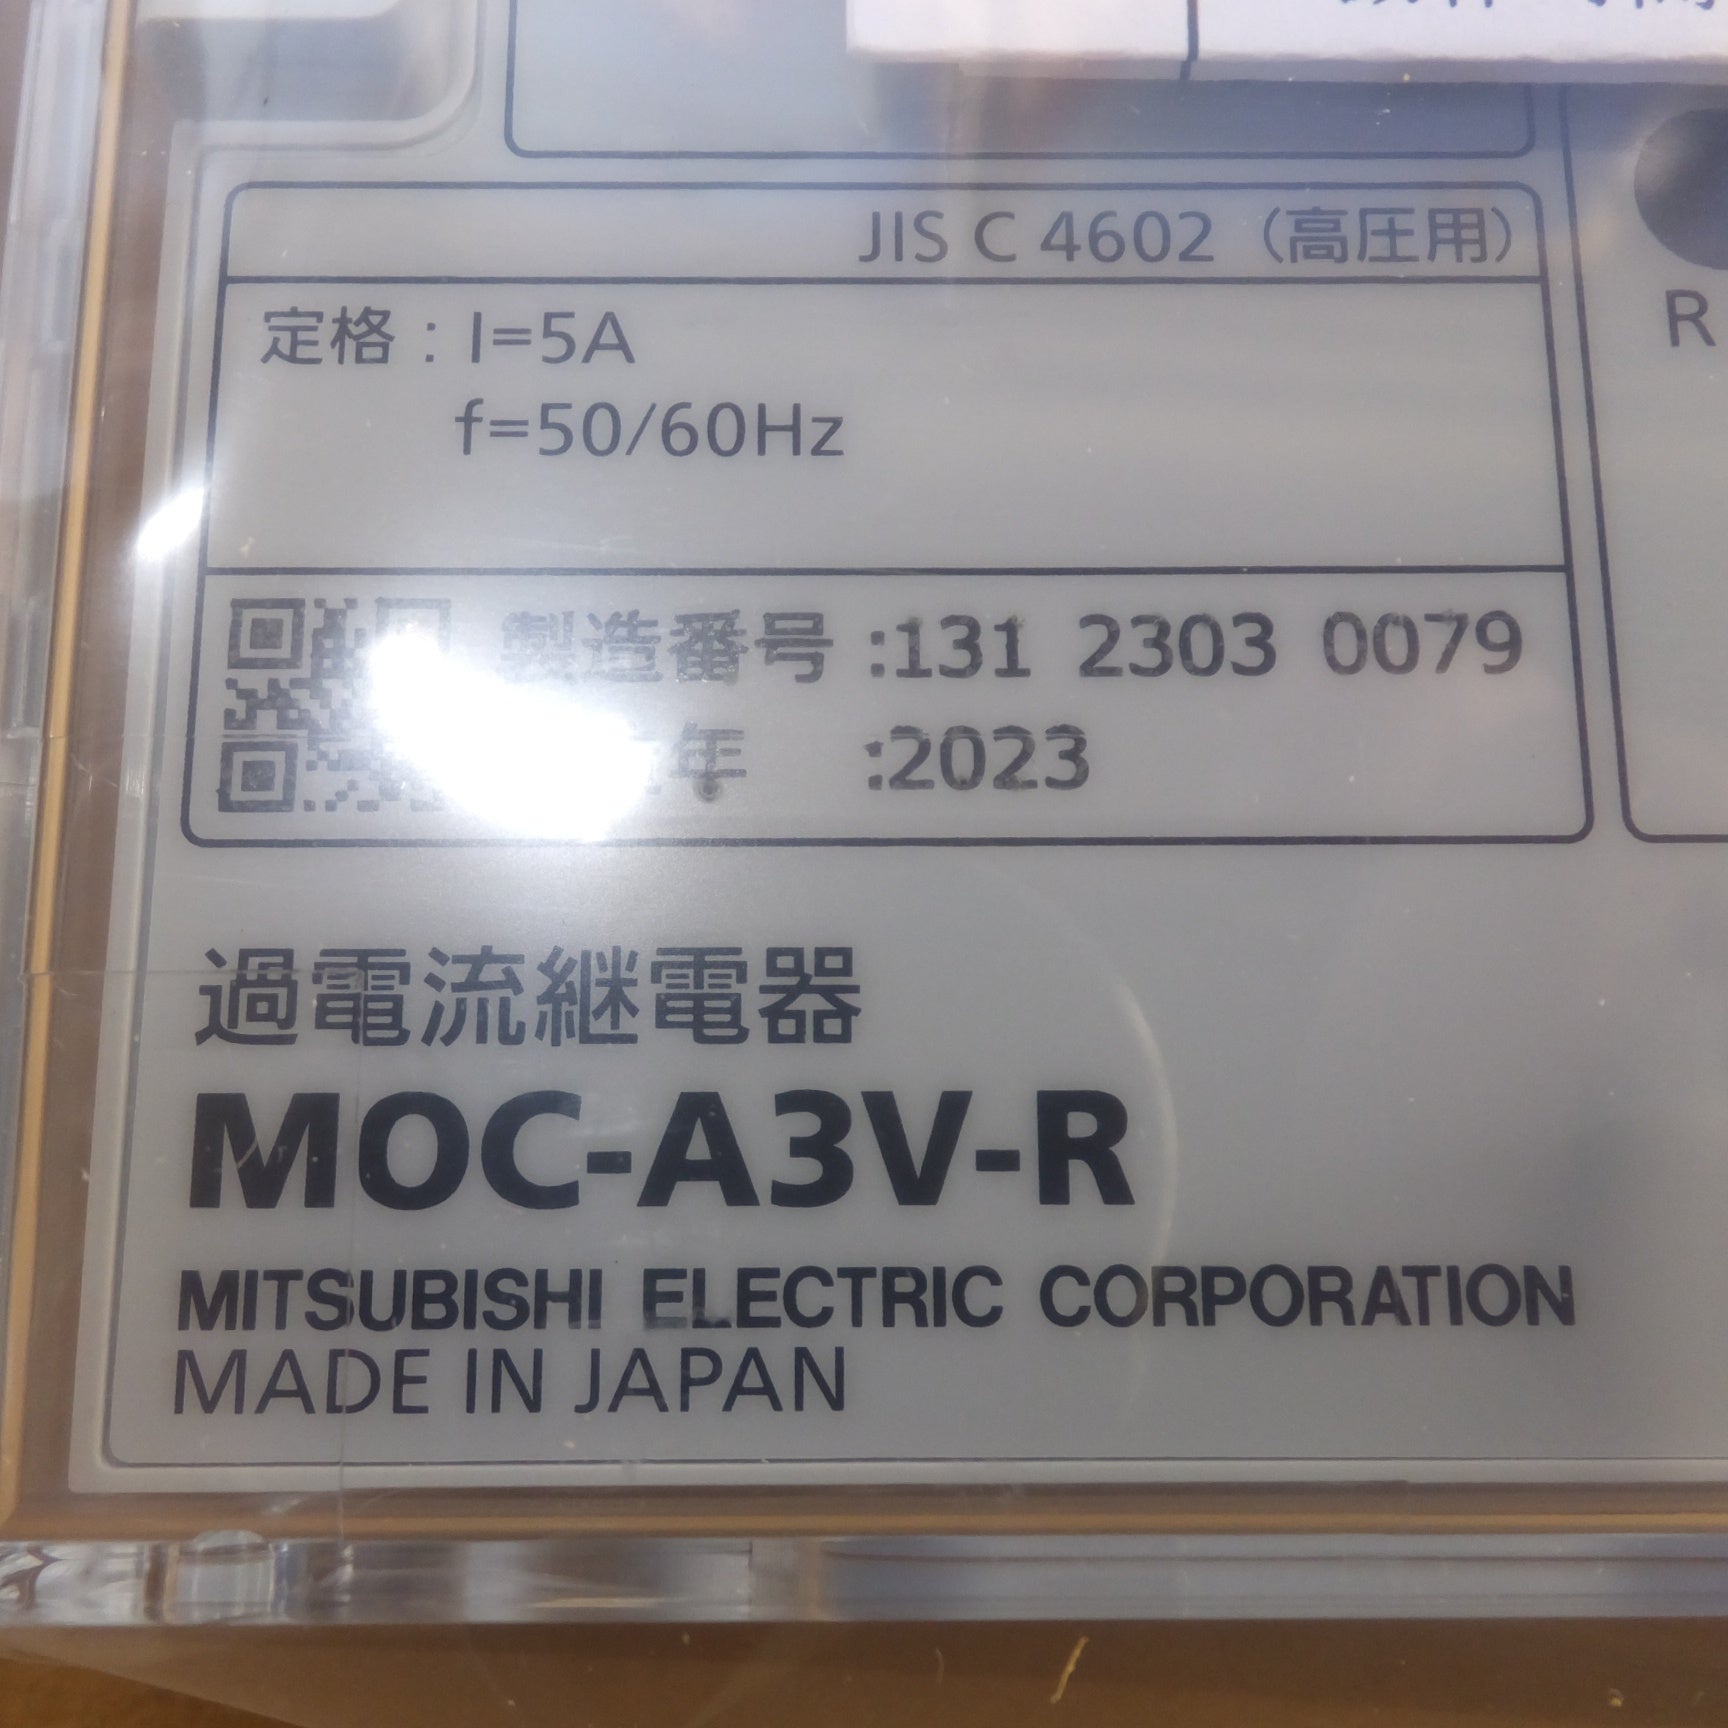 JIS C 4602（高圧用）
定格：I=5A
f=50/60Hz
R
製造番号 :131 2303 0079
年 :2023
過電流継電器
MOC-A3V-R
MITSUBISHI ELECTRIC CORPORATION
MADE IN JAPAN